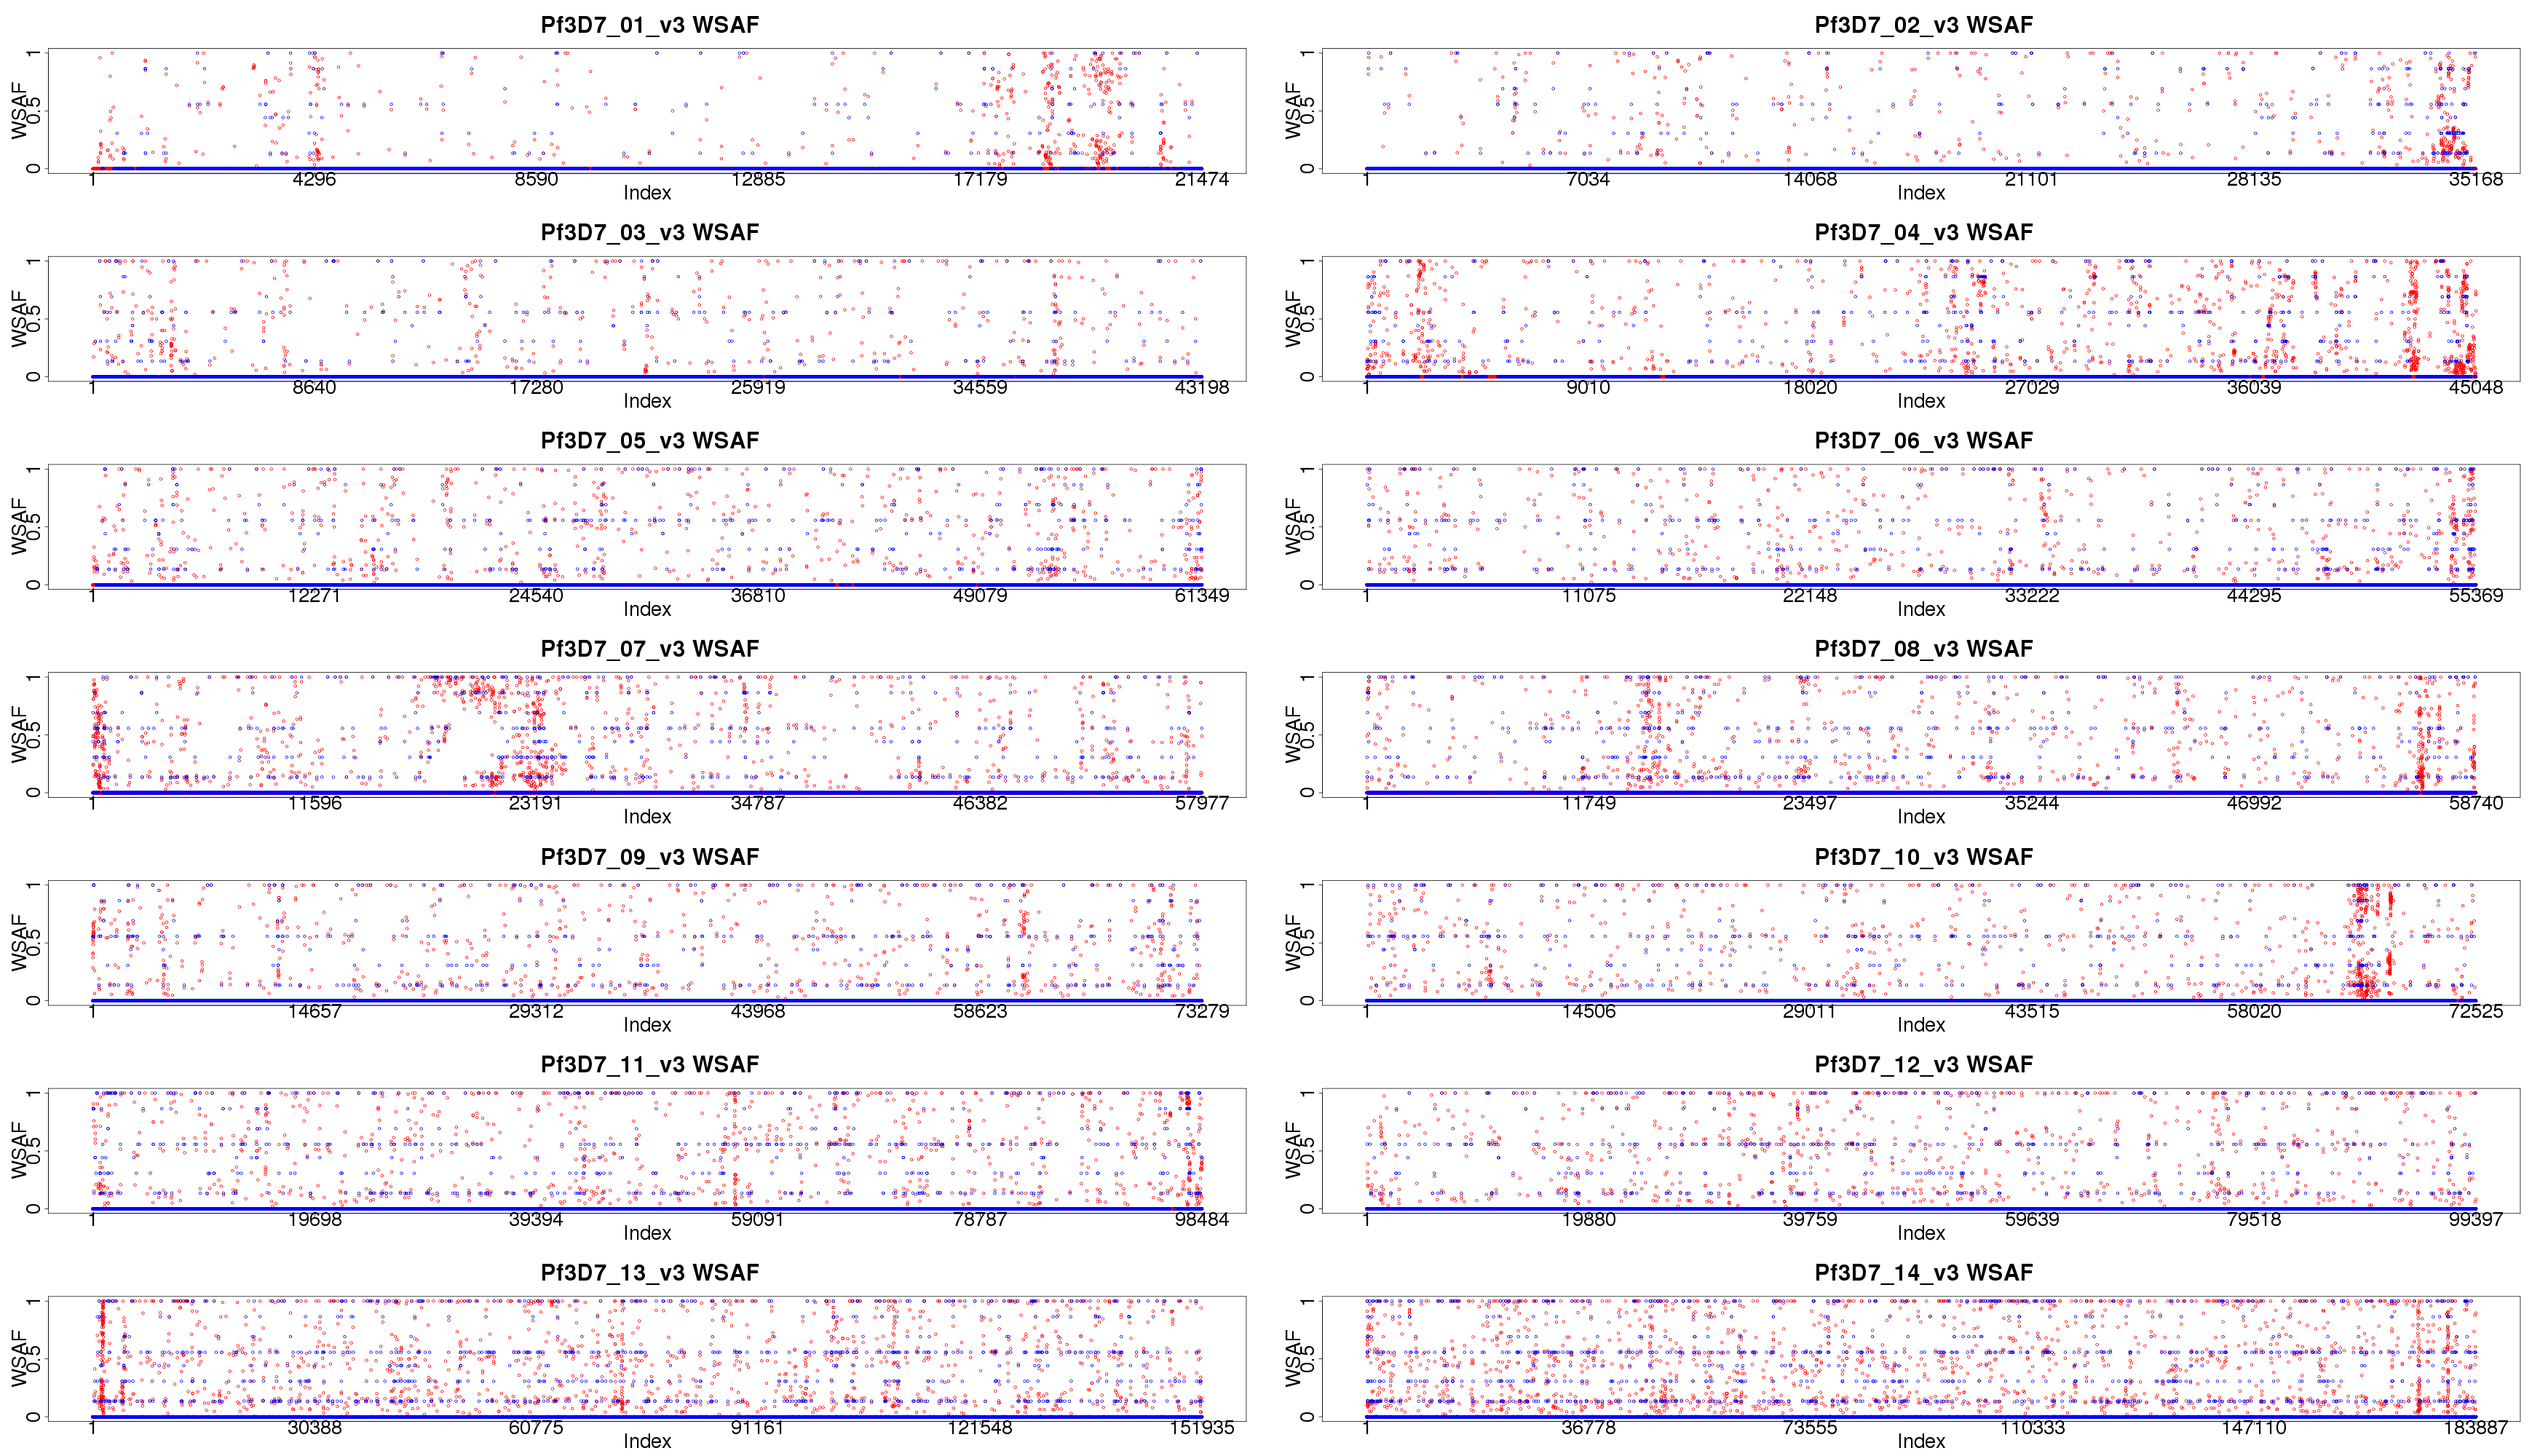 Pf3D7_01_v3 WSAF
WSAF
0 0.5 1
1 4296 8590 12885 17179 21474
Index
Pf3D7_02_v3 WSAF
WSAF
0 0.5 1
1 7034 14068 21101 28135 35168
Index
Pf3D7_03_v3 WSAF
WSAF
0 0.5 1
1 8640 17280 25919 34559 43198
Index
Pf3D7_04_v3 WSAF
WSAF
0 0.5 1
1 9010 18020 27029 36039 45048
Index
Pf3D7_05_v3 WSAF
WSAF
0 0.5 1
1 12271 24540 36810 49079 61349
Index
Pf3D7_06_v3 WSAF
WSAF
0 0.5 1
1 11075 22148 33222 44295 55369
Index
Pf3D7_07_v3 WSAF
WSAF
0 0.5 1
1 11596 23191 34787 46382 57977
Index
Pf3D7_08_v3 WSAF
WSAF
0 0.5 1
1 11749 23497 35244 46992 58740
Index
Pf3D7_09_v3 WSAF
WSAF
0 0.5 1
1 14657 29312 43968 58623 73279
Index
Pf3D7_10_v3 WSAF
WSAF
0 0.5 1
1 14506 29011 43515 58020 72525
Index
Pf3D7_11_v3 WSAF
WSAF
0 0.5 1
1 19698 39394 59091 78787 98484
Index
Pf3D7_12_v3 WSAF
WSAF
0 0.5 1
1 19880 39759 59639 79518 99397
Index
Pf3D7_13_v3 WSAF
WSAF
0 0.5 1
1 303388 60775 91161 121548 151935
Index
Pf3D7_14_v3 WSAF
WSAF
0 0.5 1
1 36778 73555 110333 147110 183887
Index